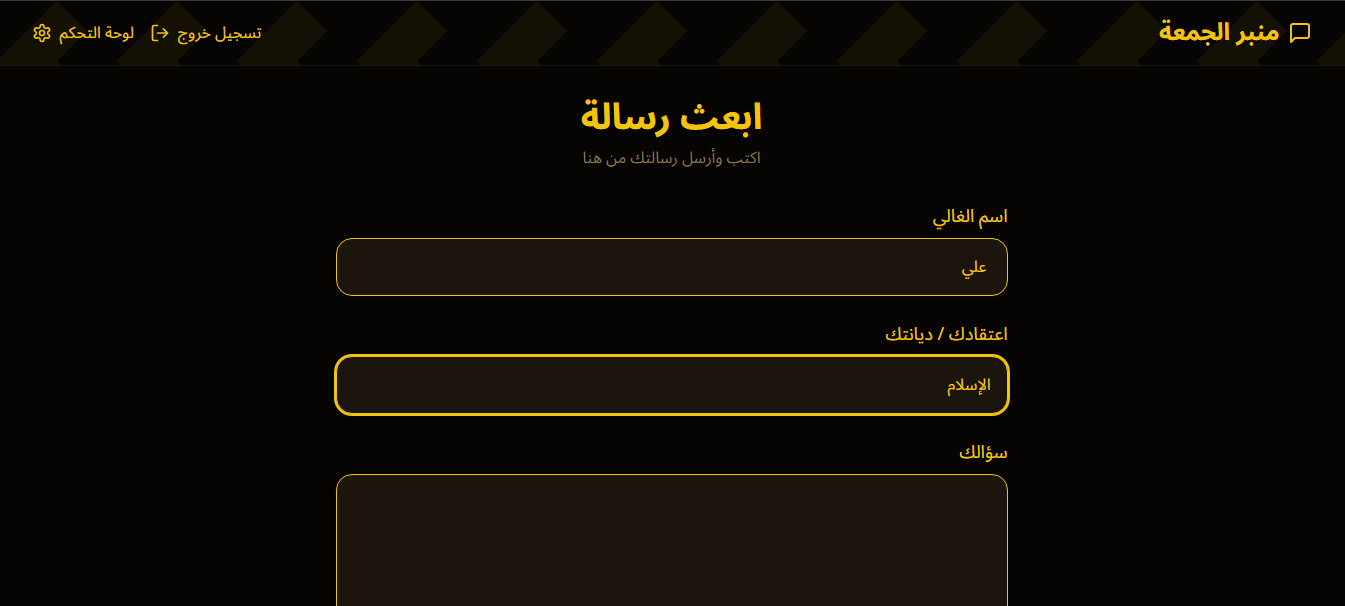 منبر الجمعة
تسجيل خروج
لوحة التحكم
ابعث رسالة
اكتب وأرسل رسالتك من هنا
اسم الغالي
علي
اعتقادك / ديانتك
الإسلام
سؤالك